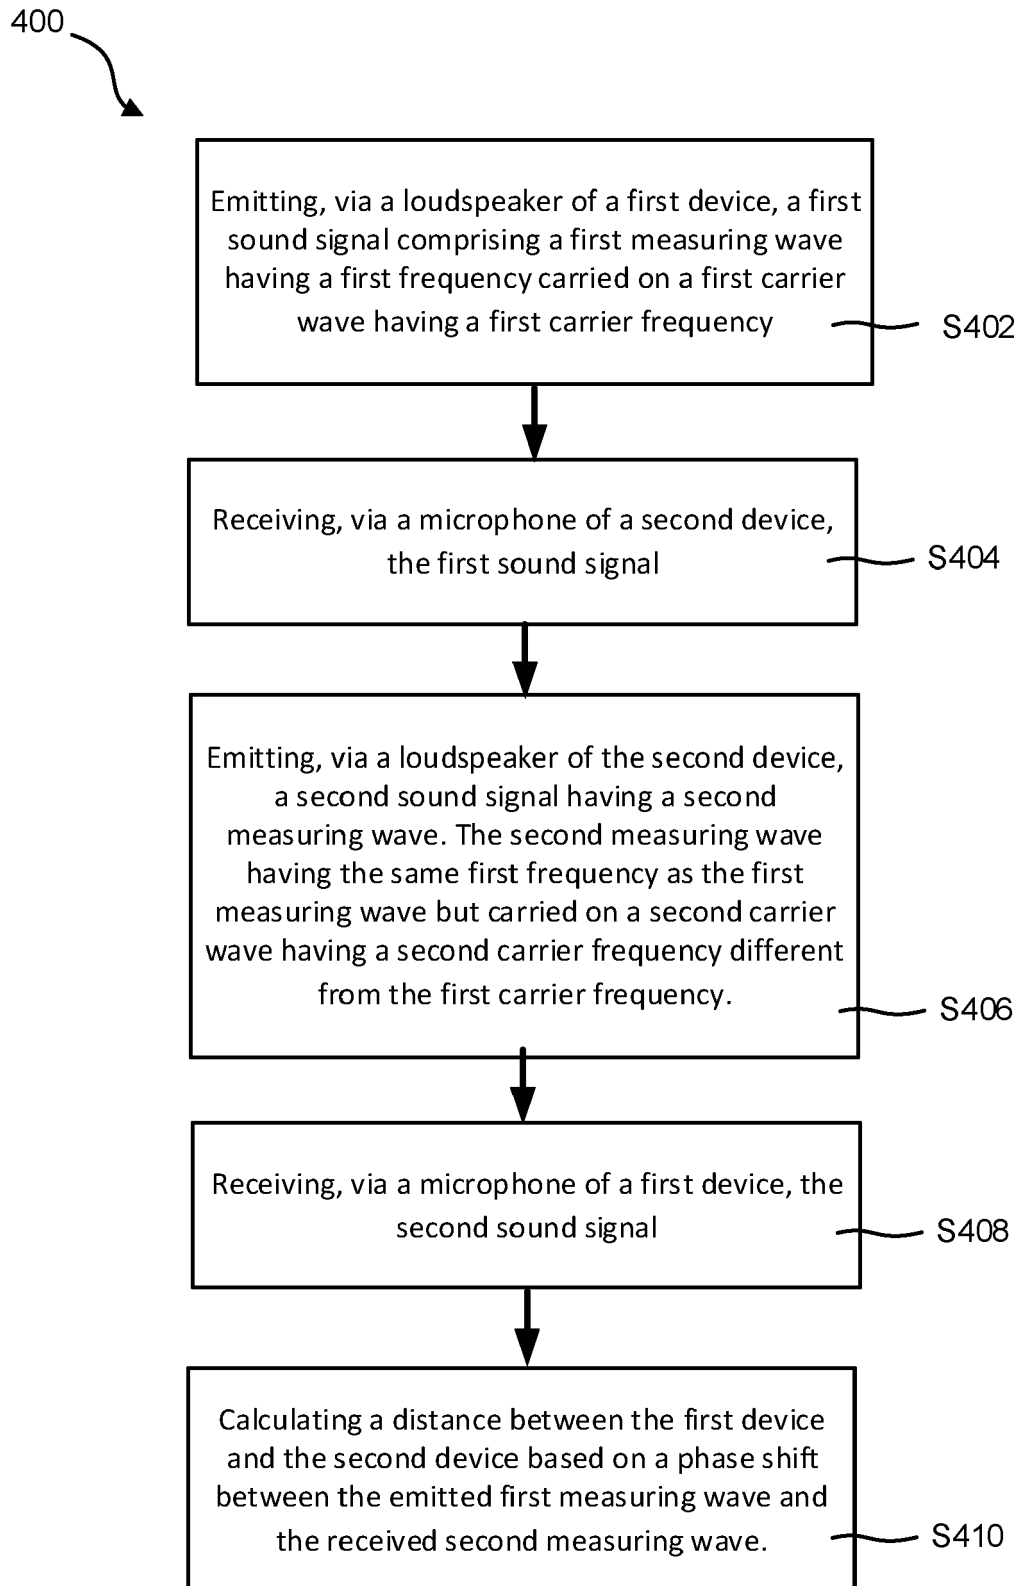 400
Emitting, via a loudspeaker of a first device, a first
sound signal comprising a first measuring wave
having a first frequency carried on a first carrier
wave having a first carrier frequency
S402
Receiving, via a microphone of a second device,
the first sound signal
S404
Emitting, via a loudspeaker of the second device,
a second sound signal having a second
measuring wave. The second measuring wave
having the same first frequency as the first
measuring wave but carried on a second carrier
wave having a second carrier frequency different
from the first carrier frequency.
S406
Receiving, via a microphone of a first device, the
second sound signal
S408
Calculating a distance between the first device
and the second device based on a phase shift
between the emitted first measuring wave and
the received second measuring wave.
S410